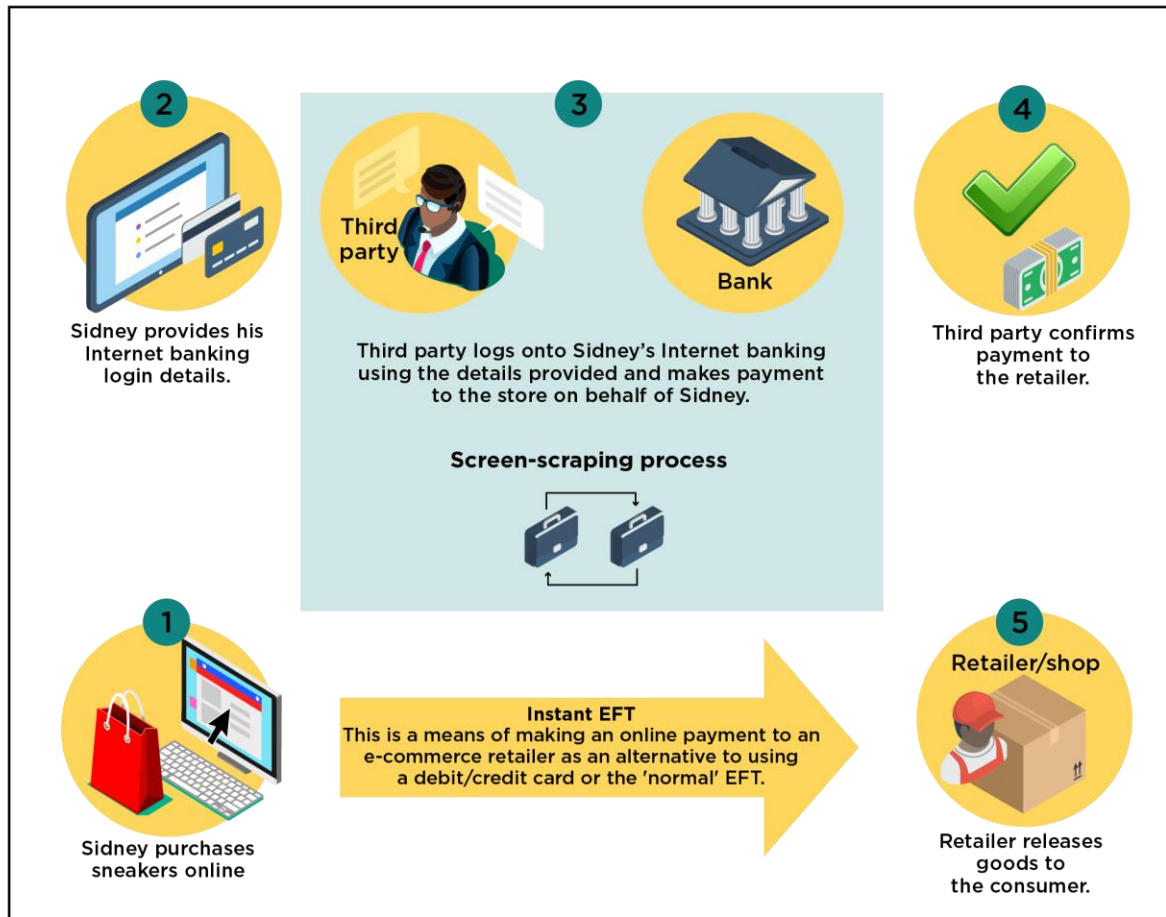 2
Sidney provides his
Internet banking
login details.
3
Third
party
Bank
Third party logs onto Sidney’s Internet banking
using the details provided and makes payment
to the store on behalf of Sidney.
Screen-scraping process
4
Third party confirms
payment to
the retailer.
1
Sidney purchases
sneakers online
Instant EFT
This is a means of making an online payment to an
e-commerce retailer as an alternative to using
a debit/credit card or the 'normal' EFT.
5
Retailer/shop
Retailer releases
goods to
the consumer.